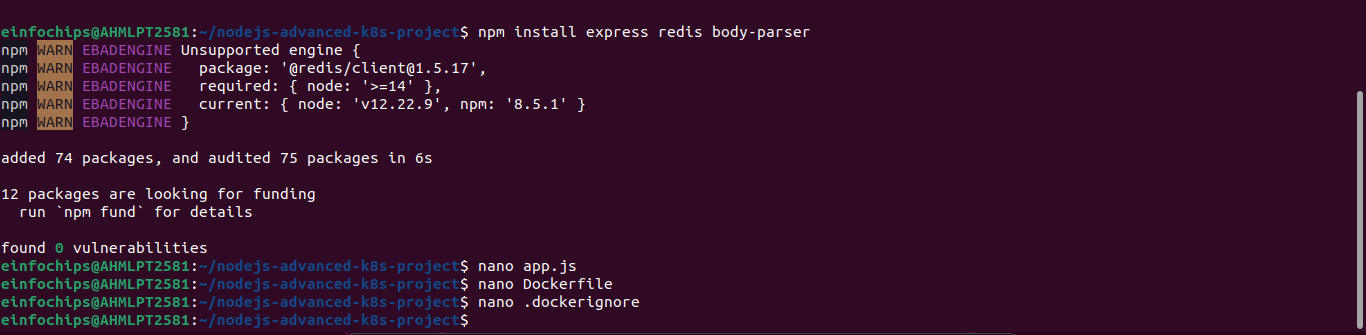 einfochips@AHMLPT2581:~/nodejs-advanced-k8s-project$ npm install express redis body-parser
npm WARN EBADENGINE Unsupported engine {
npm WARN EBADENGINE   package: '@redis/client@1.5.17',
npm WARN EBADENGINE   required: { node: '>=14' },
npm WARN EBADENGINE   current: { node: 'v12.22.9', npm: '8.5.1' }
npm WARN EBADENGINE }
added 74 packages, and audited 75 packages in 6s
12 packages are looking for funding
  run `npm fund` for details
found 0 vulnerabilities
einfochips@AHMLPT2581:~/nodejs-advanced-k8s-project$ nano app.js
einfochips@AHMLPT2581:~/nodejs-advanced-k8s-project$ nano Dockerfile
einfochips@AHMLPT2581:~/nodejs-advanced-k8s-project$ nano .dockerignore
einfochips@AHMLPT2581:~/nodejs-advanced-k8s-project$